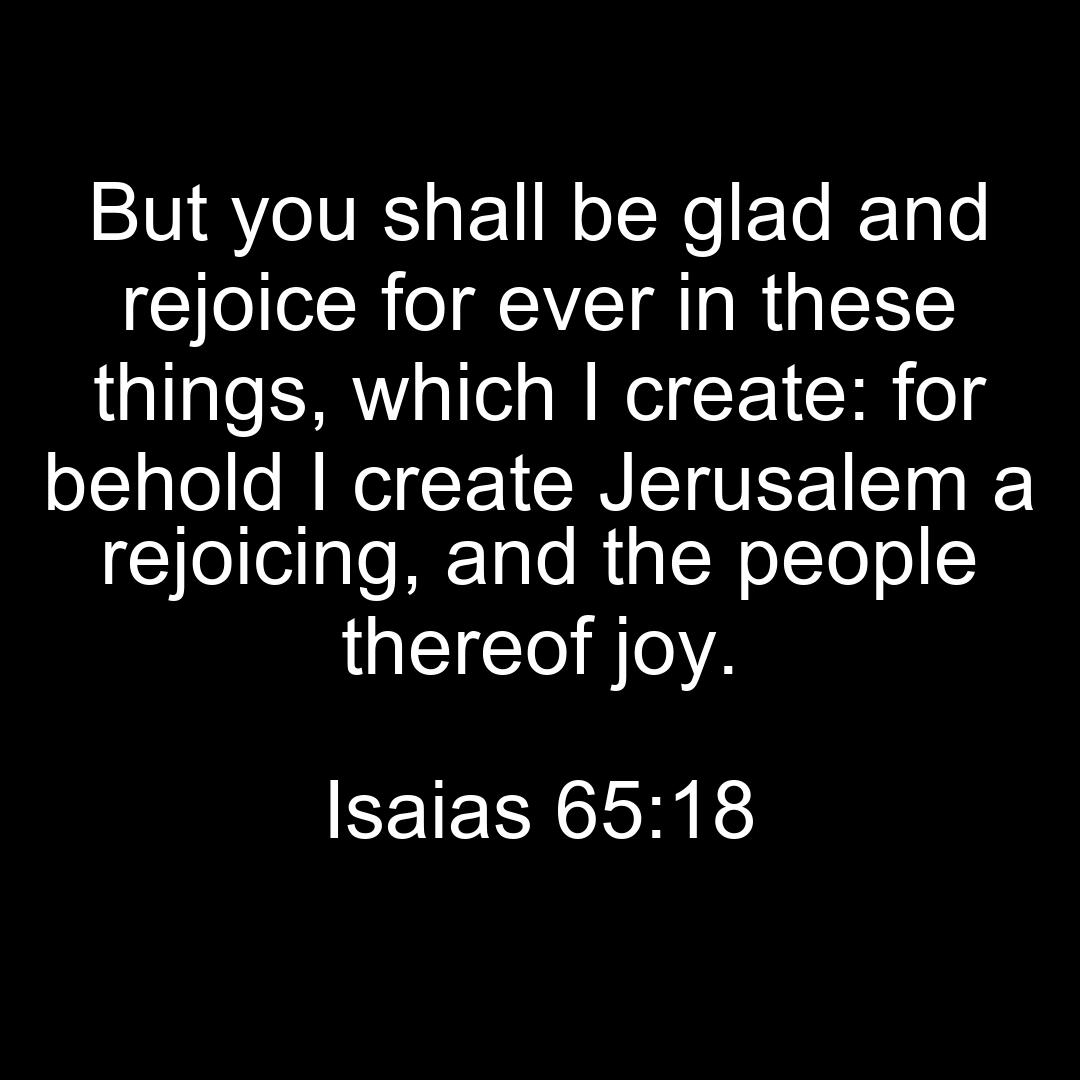 But you shall be glad and
rejoice for ever in these
things, which I create: for
behold I create Jerusalem a
rejoicing, and the people
thereof joy.
Isaias 65:18